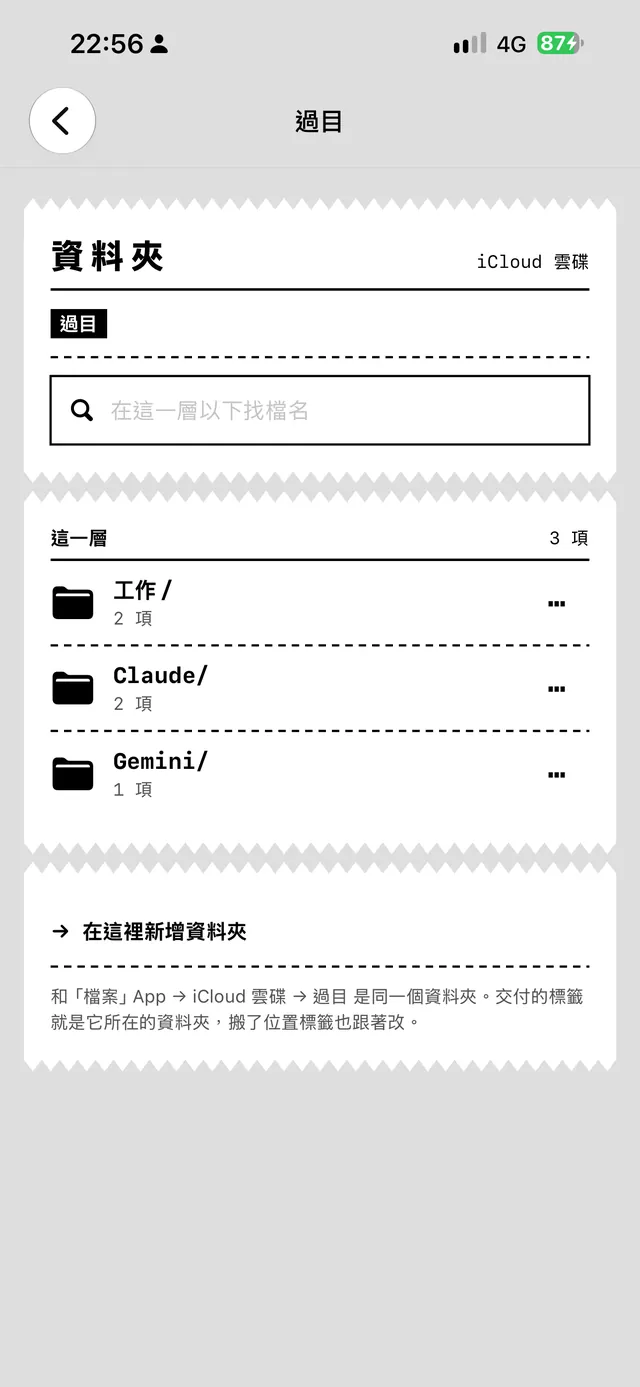 22:56
4G
87
過目
資料夾
iCloud 雲碟
過目
在這一層以下找檔名
這一層
3 項
工作/
2 項
Claude/
2 項
Gemini/
1 項
→ 在這裡新增資料夾
和「檔案」App → iCloud 雲碟 → 過目 是同一個資料夾。交付的標籤
就是它所在的資料夾，搬了位置標籤也跟著改。